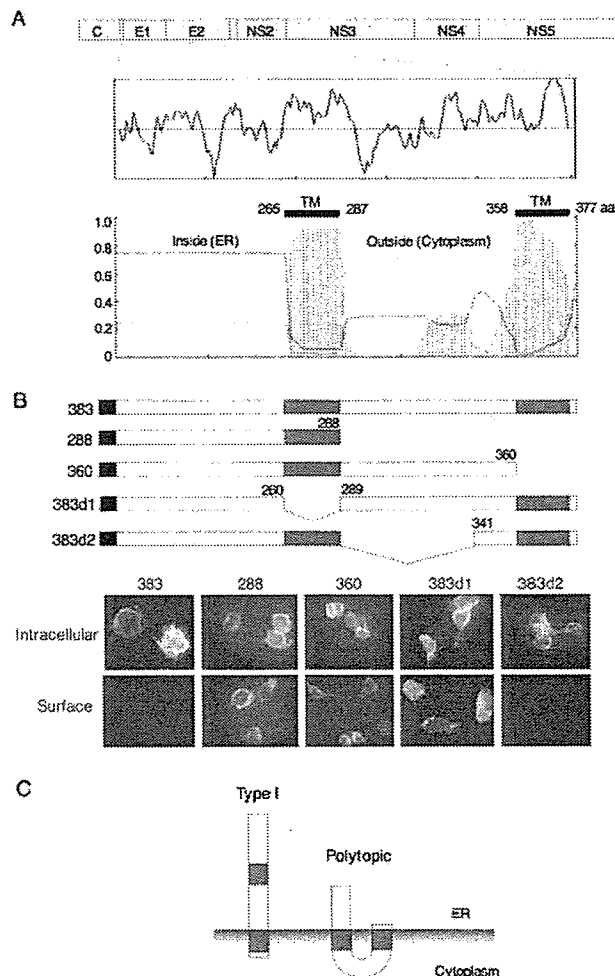 A
C E1 E2 NS2 NS3 NS4 NS5
265 TM 287 358 TM 377 aa
1.0
0.8
0.6
0.4
0.2
0
Inside (ER) Outside (Cytoplasm)
B
383
288
288
360
360
383d1 260 289
341
383d2
383 288 360 383d1 383d2
Intracellular
Surface
C
Type I
Polytopic
ER
Cytoplasm